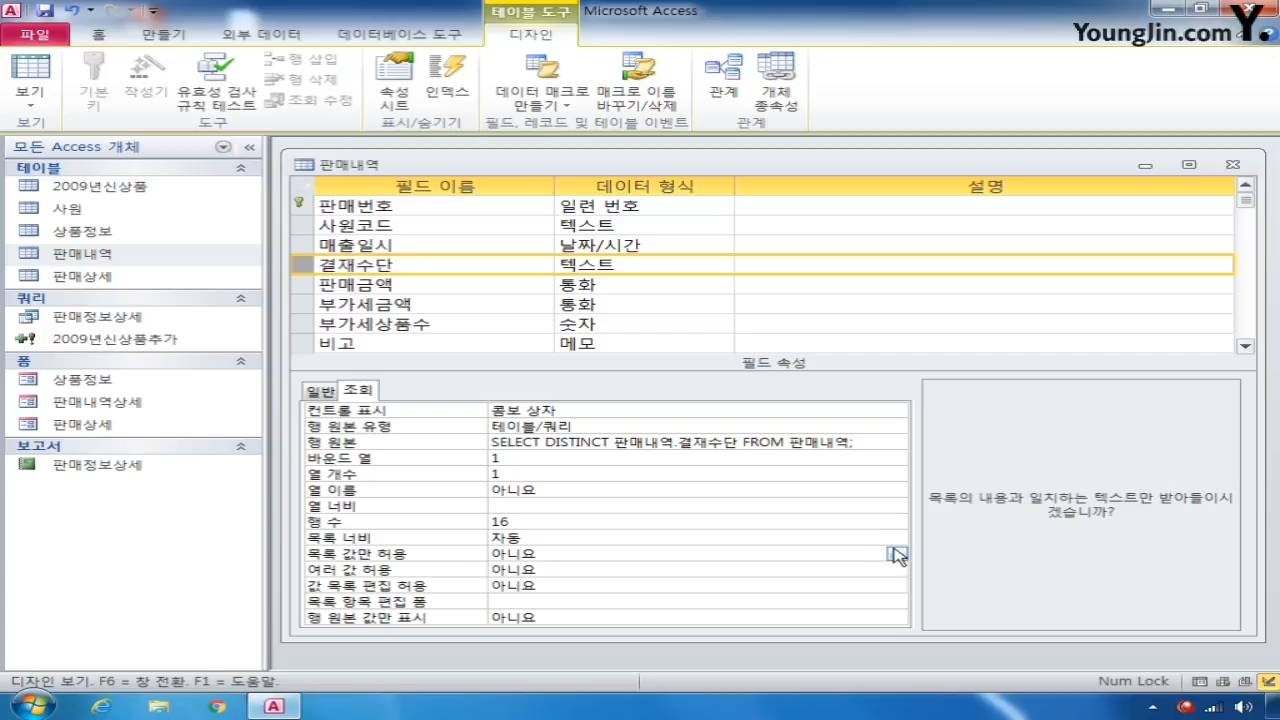 테이블 도구 Microsoft Access
YoungJin.com Y.
파일 홈 만들기 외부 데이터 데이터베이스 도구 디자인
보기 기본 키 작성기 유효성 검사 규칙 테스트 행 삽입 행 삭제 조회 수정 속성 시트 인덱스 데이터 매크로 만들기 매크로 이름 바꾸기/삭제 관계 개체 종속성
보기 도구 표시/숨기기 필드, 레코드 및 테이블 이벤트 관계
모든 Access 개체
테이블
2009년신상품
사원
상품정보
판매내역
판매상세
쿼리
판매정보상세
2009년신상품추가
폼
상품정보
판매내역상세
판매상세
보고서
판매정보상세
판매내역
필드 이름 데이터 형식 설명
판매번호 일련 번호
사원코드 텍스트
매출일시 날짜/시간
결재수단 텍스트
판매금액 통화
부가세금액 통화
부가세상품수 숫자
비고 메모
필드 속성
일반 조회
컨트롤 표시 콤보 상자
행 원본 유형 테이블/쿼리
행 원본 SELECT DISTINCT 판매내역.결재수단 FROM 판매내역;
바운드 열 1
열 개수 1
열 이름 아니요
열 너비
행 수 16
목록 너비 자동
목록 값만 허용 아니요
여러 값 허용 아니요
값 목록 편집 허용 아니요
목록 항목 편집 폼
행 원본 값만 표시 아니요
목록의 내용과 일치하는 텍스트만 받아들이시
겠습니까?
디자인 보기. F6 = 창 전환. F1 = 도움말. Num Lock